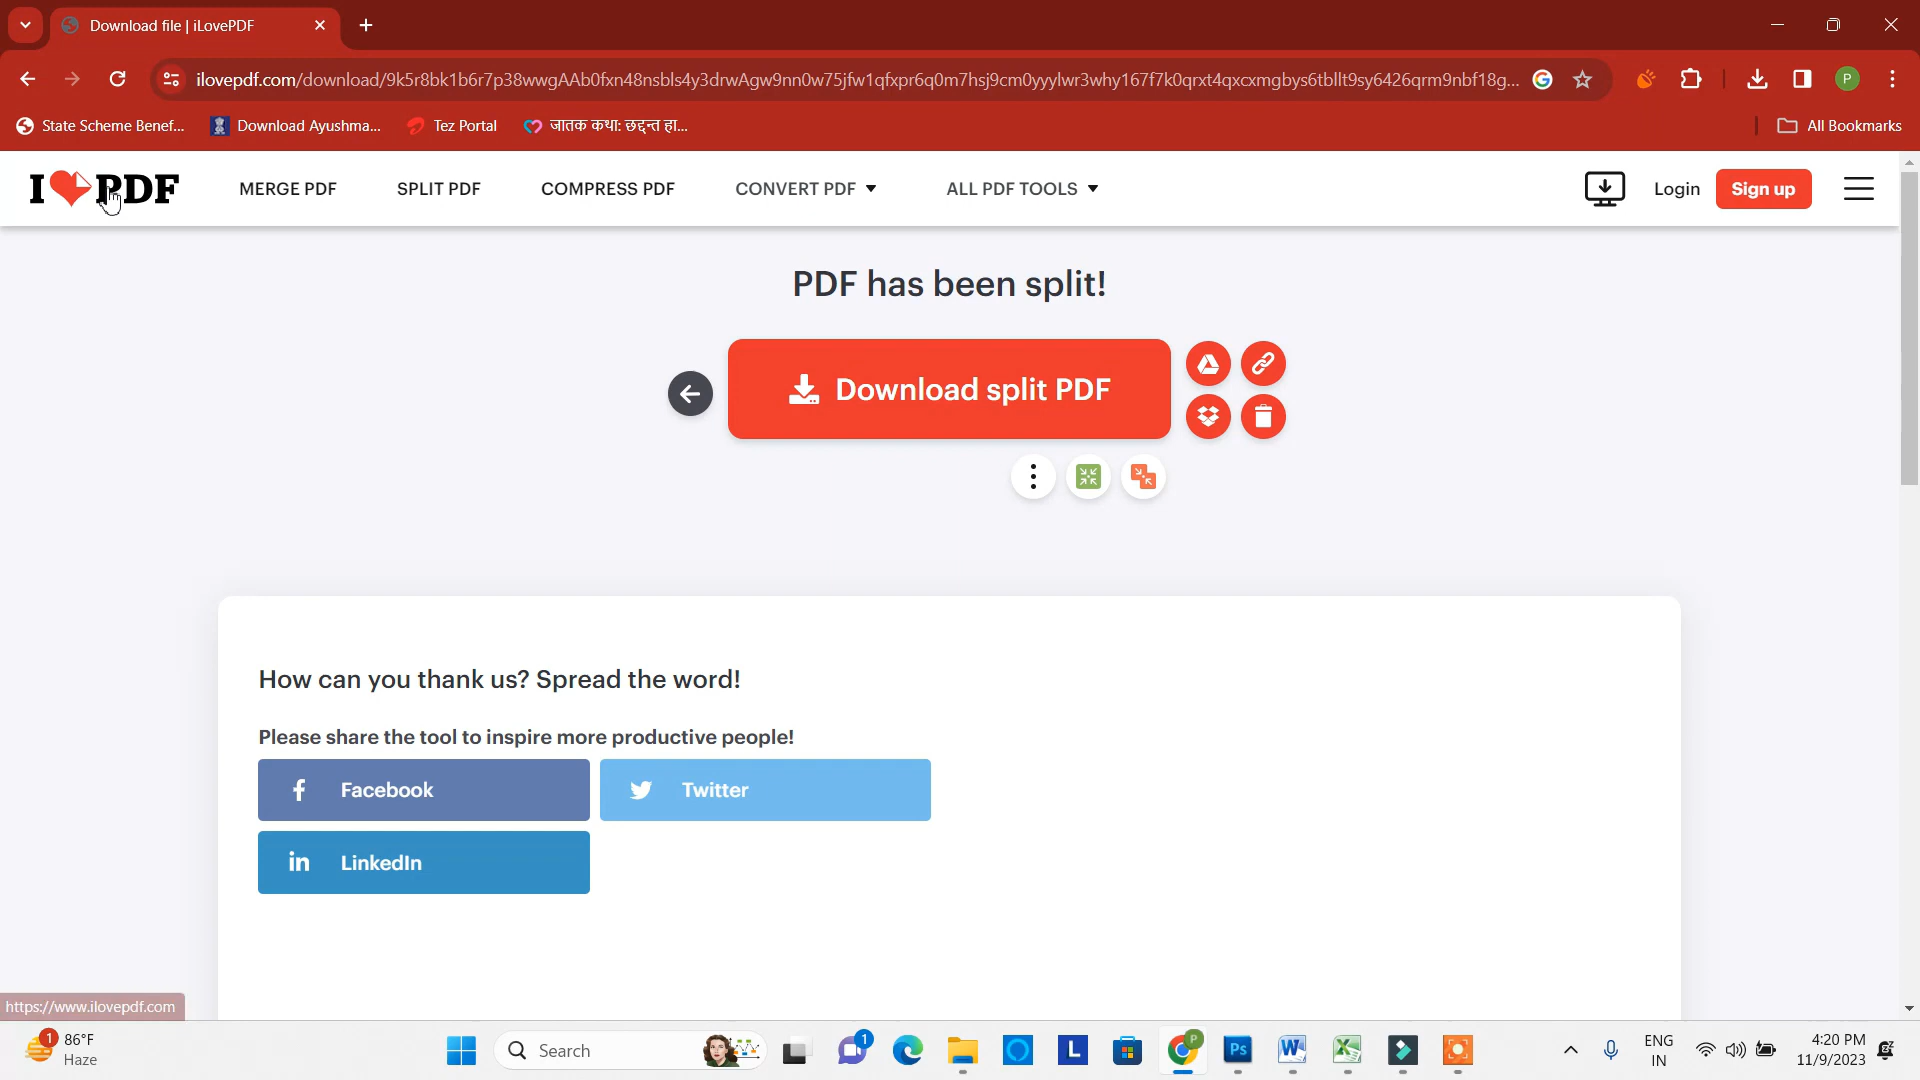 Download file | iLovePDF
ilovepdf.com/download/9k5r8bk1b6r7p38wwgAAb0fxn48nsbls4y3drwAgw9nn0w75jfw1qfxpr6q0m7hsj9cm0yyylwr3why167f7k0qrxt4qxcxmgbys6tbllt9sy6426qrm9nbf18g...
P
State Scheme Benef...
Download Ayushma...
Tez Portal
जातक कथा: छद्दन्त हा...
All Bookmarks
I PDF
MERGE PDF
SPLIT PDF
COMPRESS PDF
CONVERT PDF
ALL PDF TOOLS
Login
Sign up
PDF has been split!
Download split PDF
How can you thank us? Spread the word!
Please share the tool to inspire more productive people!
Facebook
Twitter
LinkedIn
https://www.ilovepdf.com
1
86°F
Haze
Search
1
L
P
Ps
W
X
ENG
IN
4:20 PM
11/9/2023